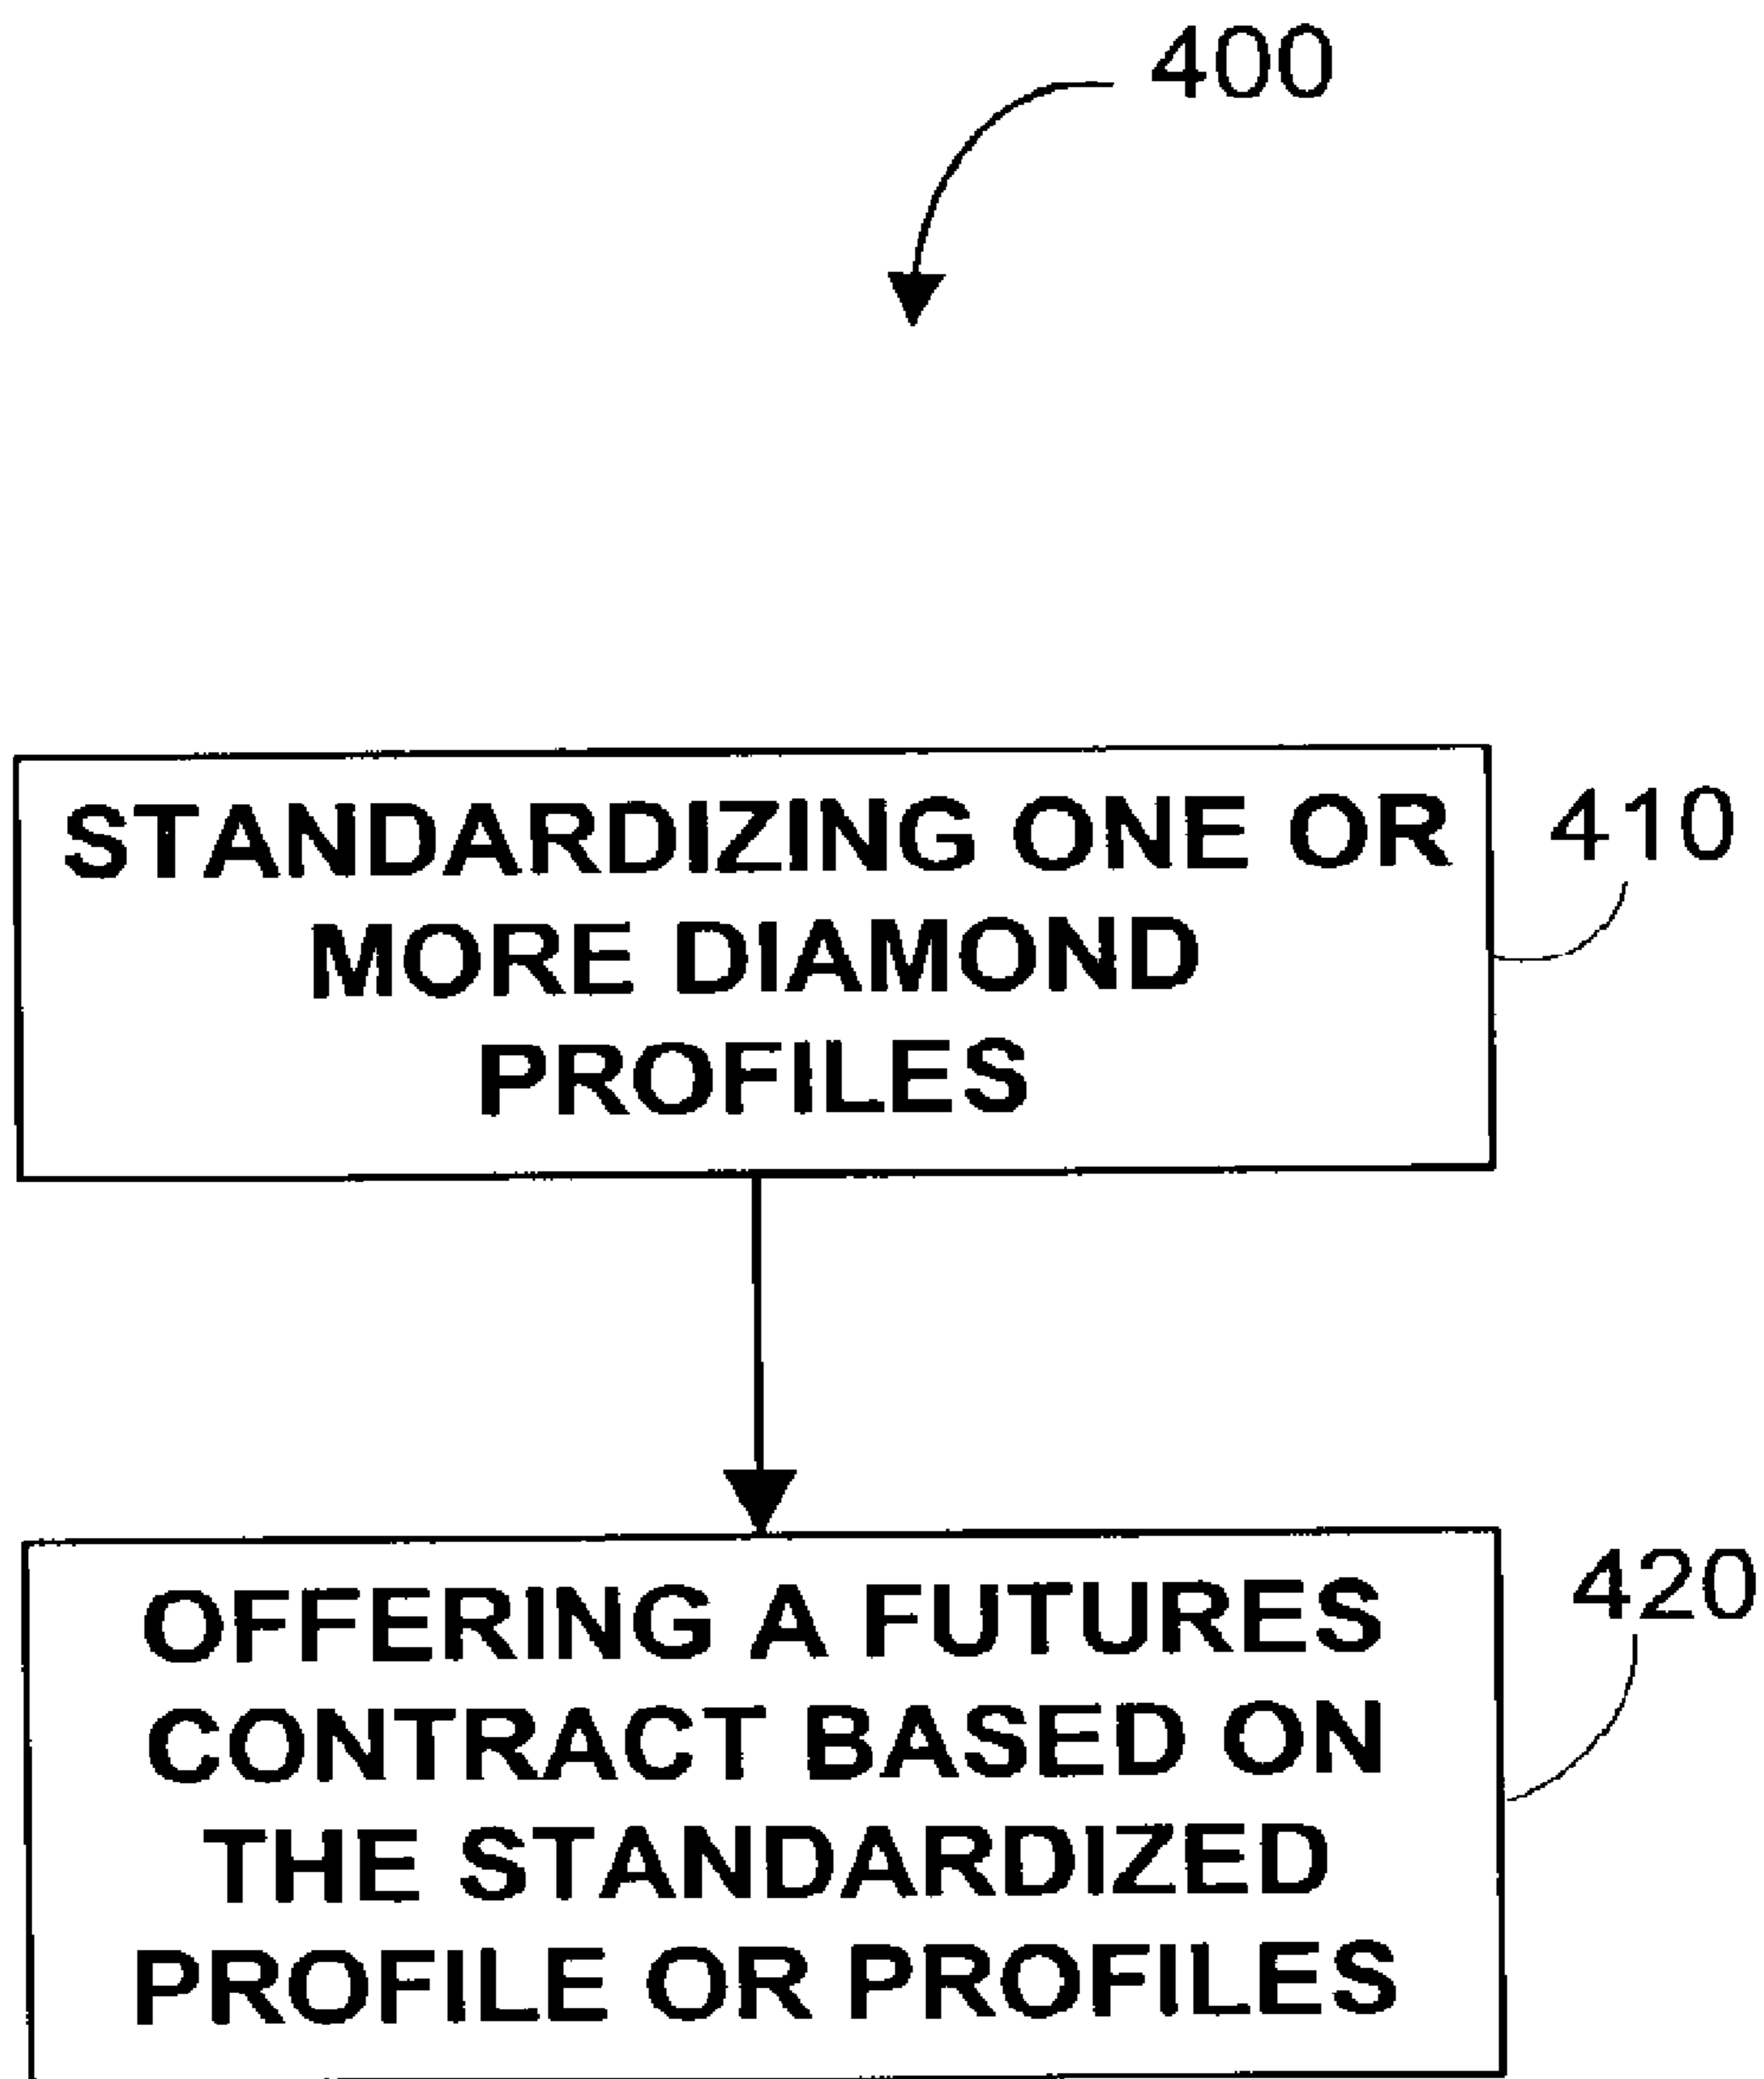 400
STANDARDIZING ONE OR
MORE DIAMOND
PROFILES
410
OFFERING A FUTURES
CONTRACT BASED ON
THE STANDARDIZED
PROFILE OR PROFILES
420